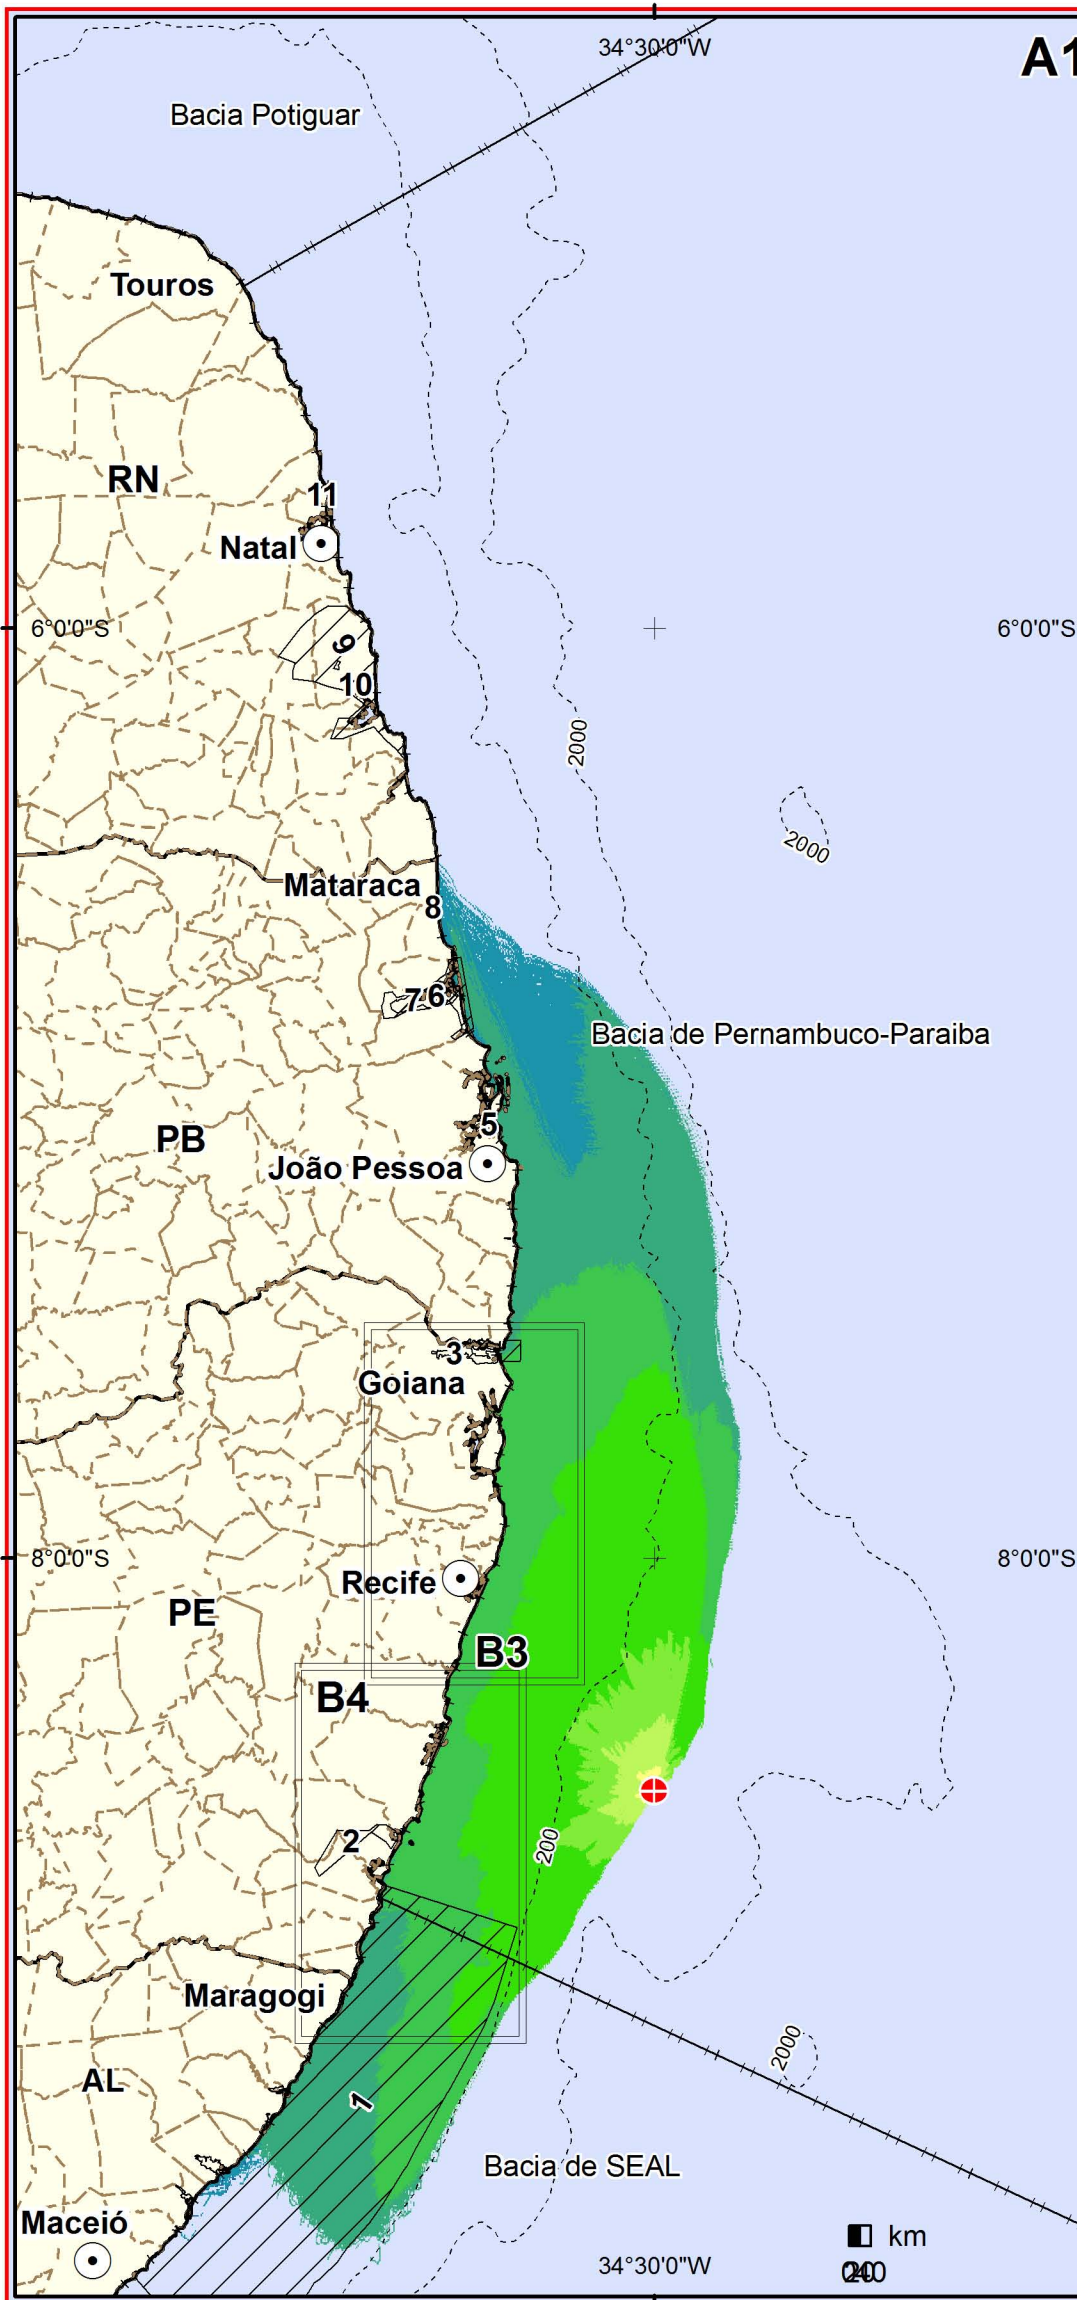 34°30'0"W
A1
Bacia Potiguar
Touros
RN
11
Natal
6°0'0"S
6°0'0"S
9
10
2000
2000
Mataraca
8
7
6
Bacia de Pernambuco-Paraiba
5
PB
João Pessoa
3
Goiana
8°0'0"S
8°0'0"S
Recife
PE
B3
B4
2
200
Maragogi
2000
AL
1
Bacia de SEAL
Maceió
km
34°30'0"W